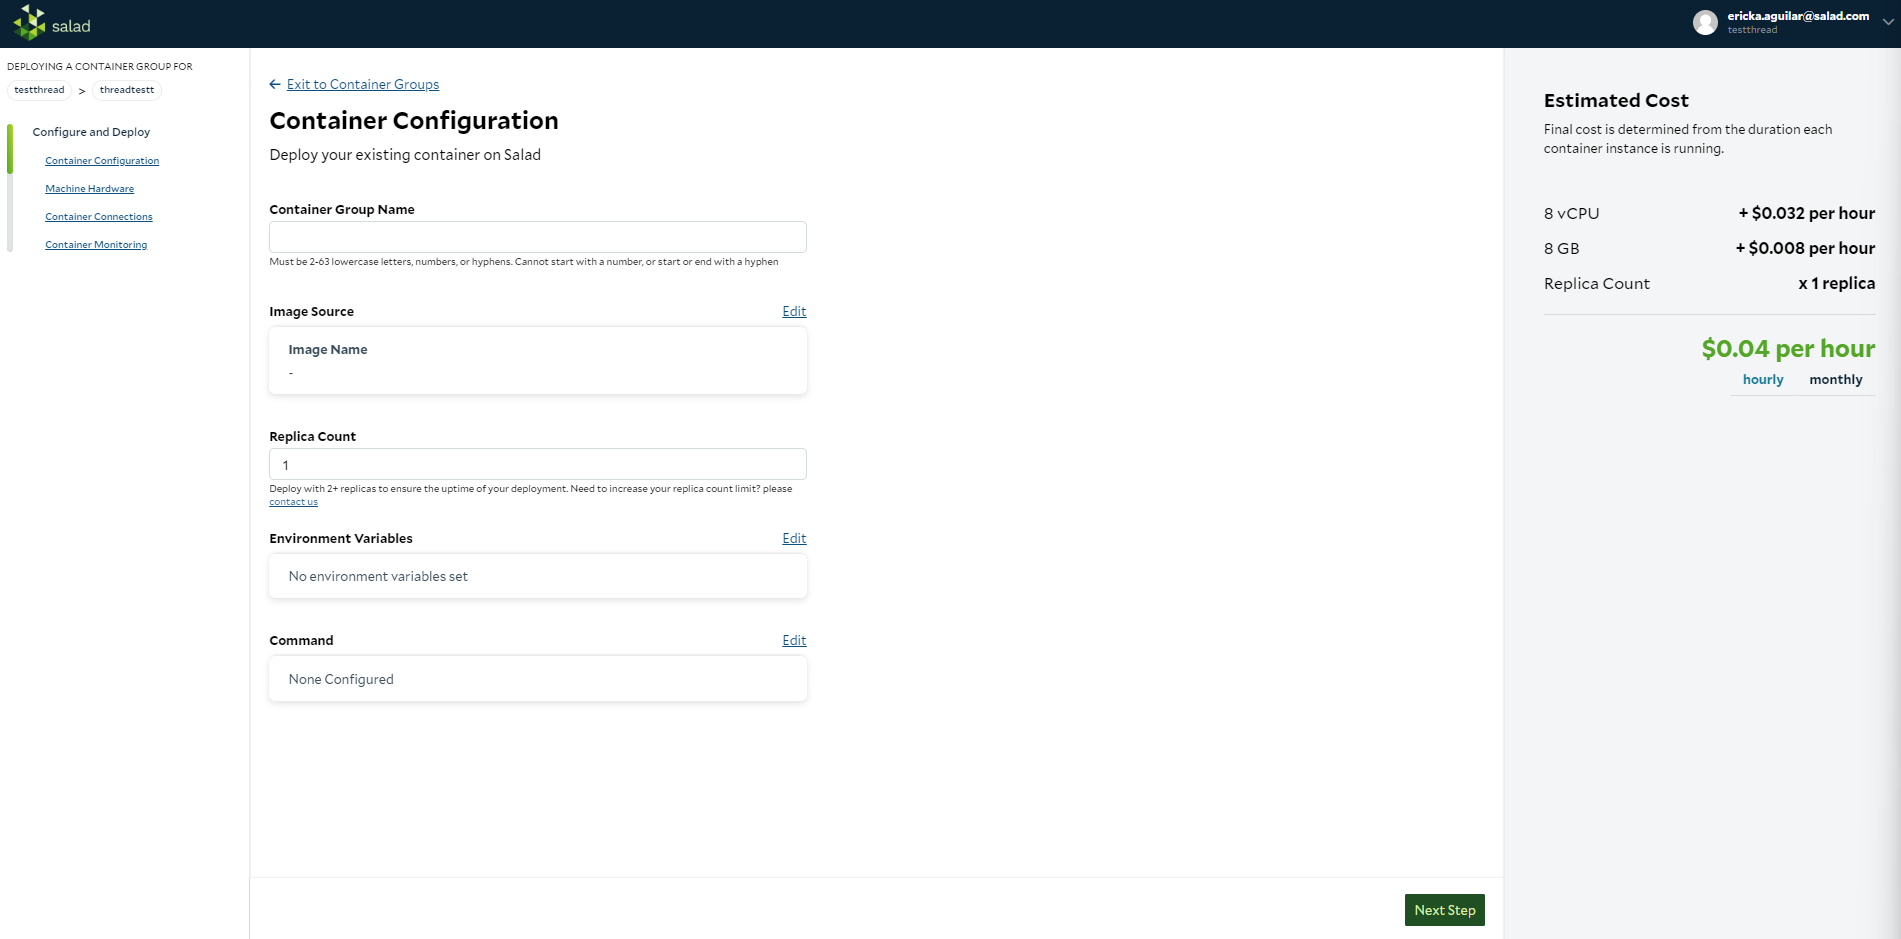 salad
ericka.aguilar@salad.com
testthread
DEPLOYING A CONTAINER GROUP FOR
testthread > threadtestt
Configure and Deploy
Container Configuration
Machine Hardware
Container Connections
Container Monitoring
← Exit to Container Groups
Container Configuration
Deploy your existing container on Salad
Container Group Name
Must be 2-63 lowercase letters, numbers, or hyphens. Cannot start with a number, or start or end with a hyphen
Image Source Edit
Image Name
-
Replica Count
1
Deploy with 2+ replicas to ensure the uptime of your deployment. Need to increase your replica count limit? please
contact us
Environment Variables Edit
No environment variables set
Command Edit
None Configured
Next Step
Estimated Cost
Final cost is determined from the duration each
container instance is running.
8 vCPU + $0.032 per hour
8 GB + $0.008 per hour
Replica Count x 1 replica
$0.04 per hour
hourly monthly